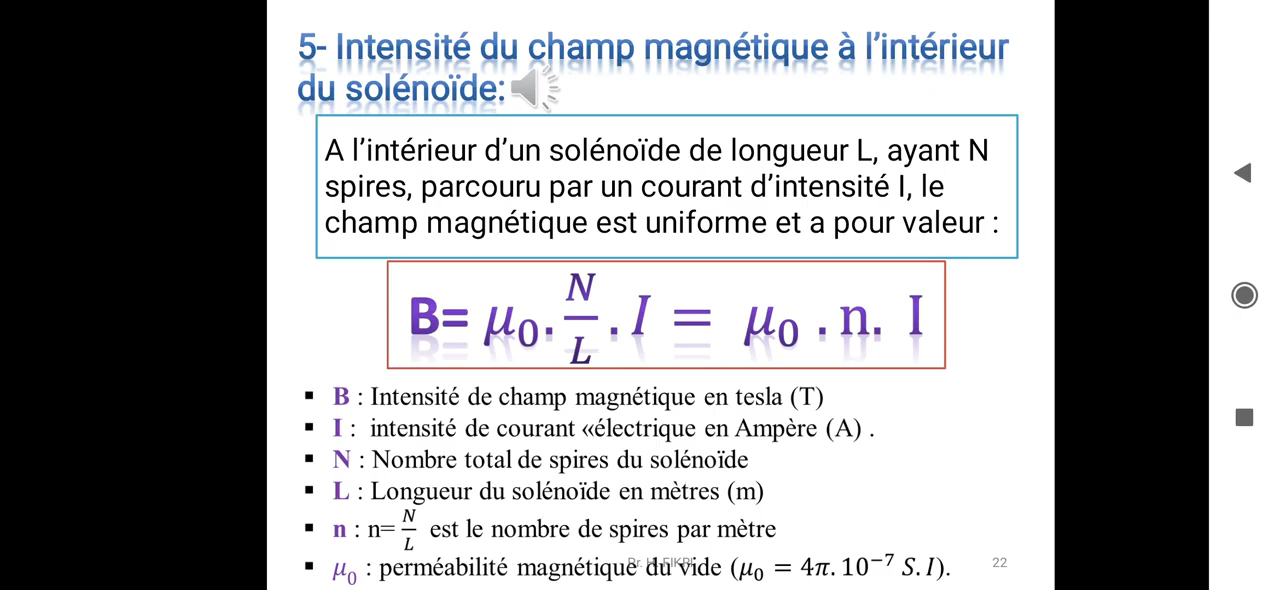 5- Intensité du champ magnétique à l’intérieur
du solénoïde:
A l’intérieur d’un solénoïde de longueur L, ayant N
spires, parcouru par un courant d’intensité I, le
champ magnétique est uniforme et a pour valeur :
B= μ₀. N/L . I = μ₀ . n. I
▪ B : Intensité de champ magnétique en tesla (T)
▪ I : intensité de courant «électrique en Ampère (A) .
▪ N : Nombre total de spires du solénoïde
▪ L : Longueur du solénoïde en mètres (m)
▪ n : n= N/L est le nombre de spires par mètre
▪ μ₀ : perméabilité magnétique du vide (μ₀ = 4π. 10⁻⁷ S. I).
22